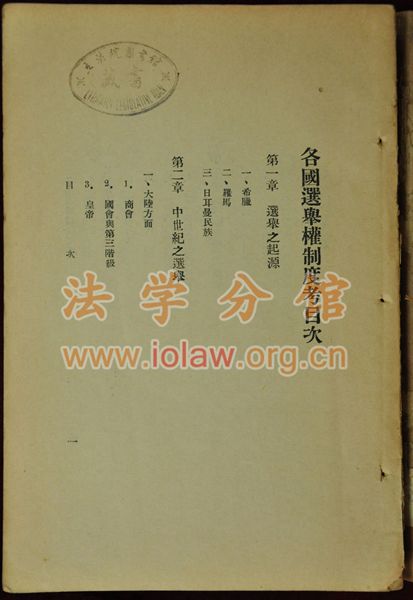 各國選舉權制度考目次
第一章 選舉之起源
一、希臘
二、羅馬
三、日耳曼民族
第二章 中世紀之選舉
一、大陸方面
1. 商會
2. 國會與第三階級
3. 皇帝
目次
一
法学分馆
www.iolaw.org.cn